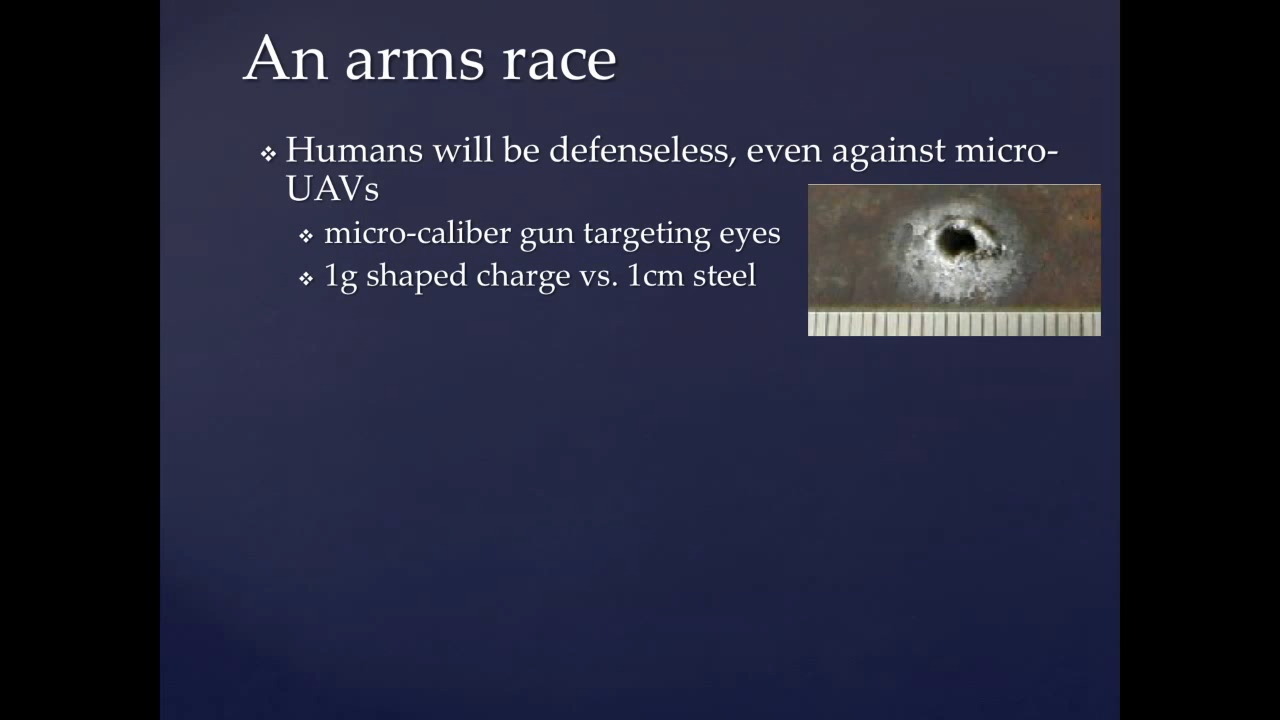 An arms race
❖ Humans will be defenseless, even against micro-
UAVs
❖ micro-caliber gun targeting eyes
❖ 1g shaped charge vs. 1cm steel